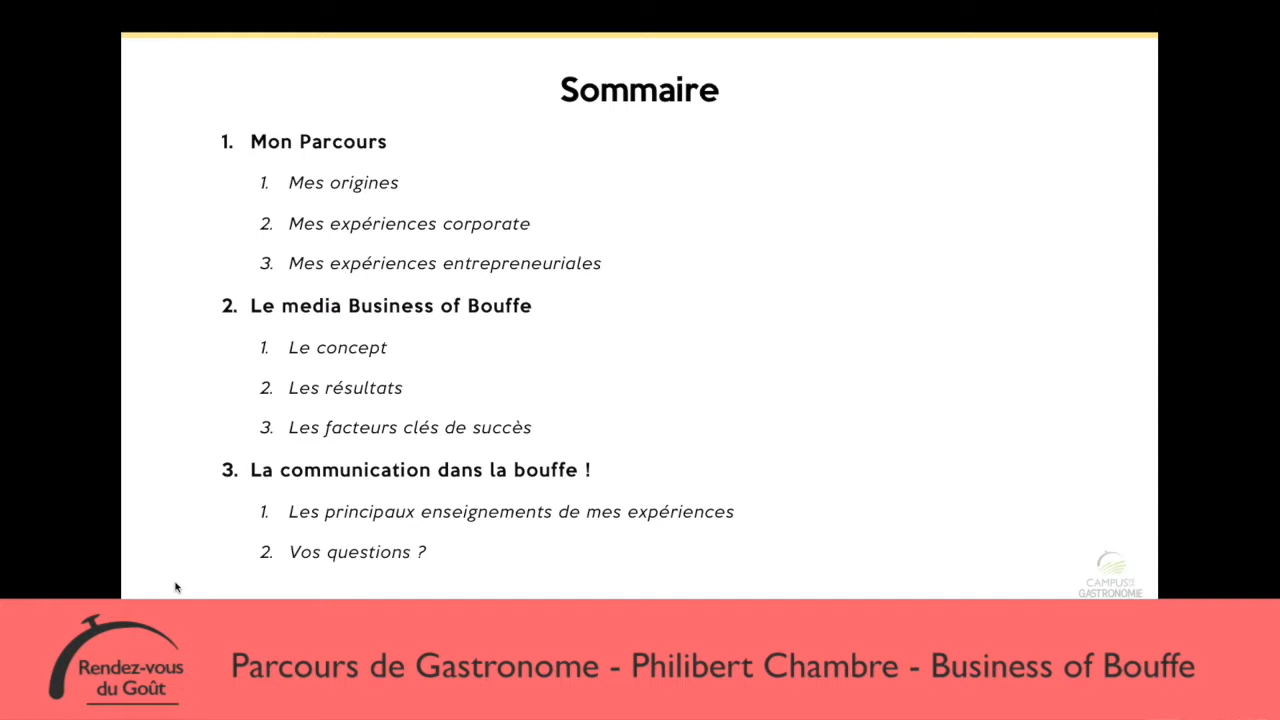 Sommaire
1. Mon Parcours
1. Mes origines
2. Mes expériences corporate
3. Mes expériences entrepreneuriales
2. Le media Business of Bouffe
1. Le concept
2. Les résultats
3. Les facteurs clés de succès
3. La communication dans la bouffe !
1. Les principaux enseignements de mes expériences
2. Vos questions ?
CAMPUS DE LA
GASTRONOMIE
Rendez-vous
du Goût
Parcours de Gastronome - Philibert Chambre - Business of Bouffe